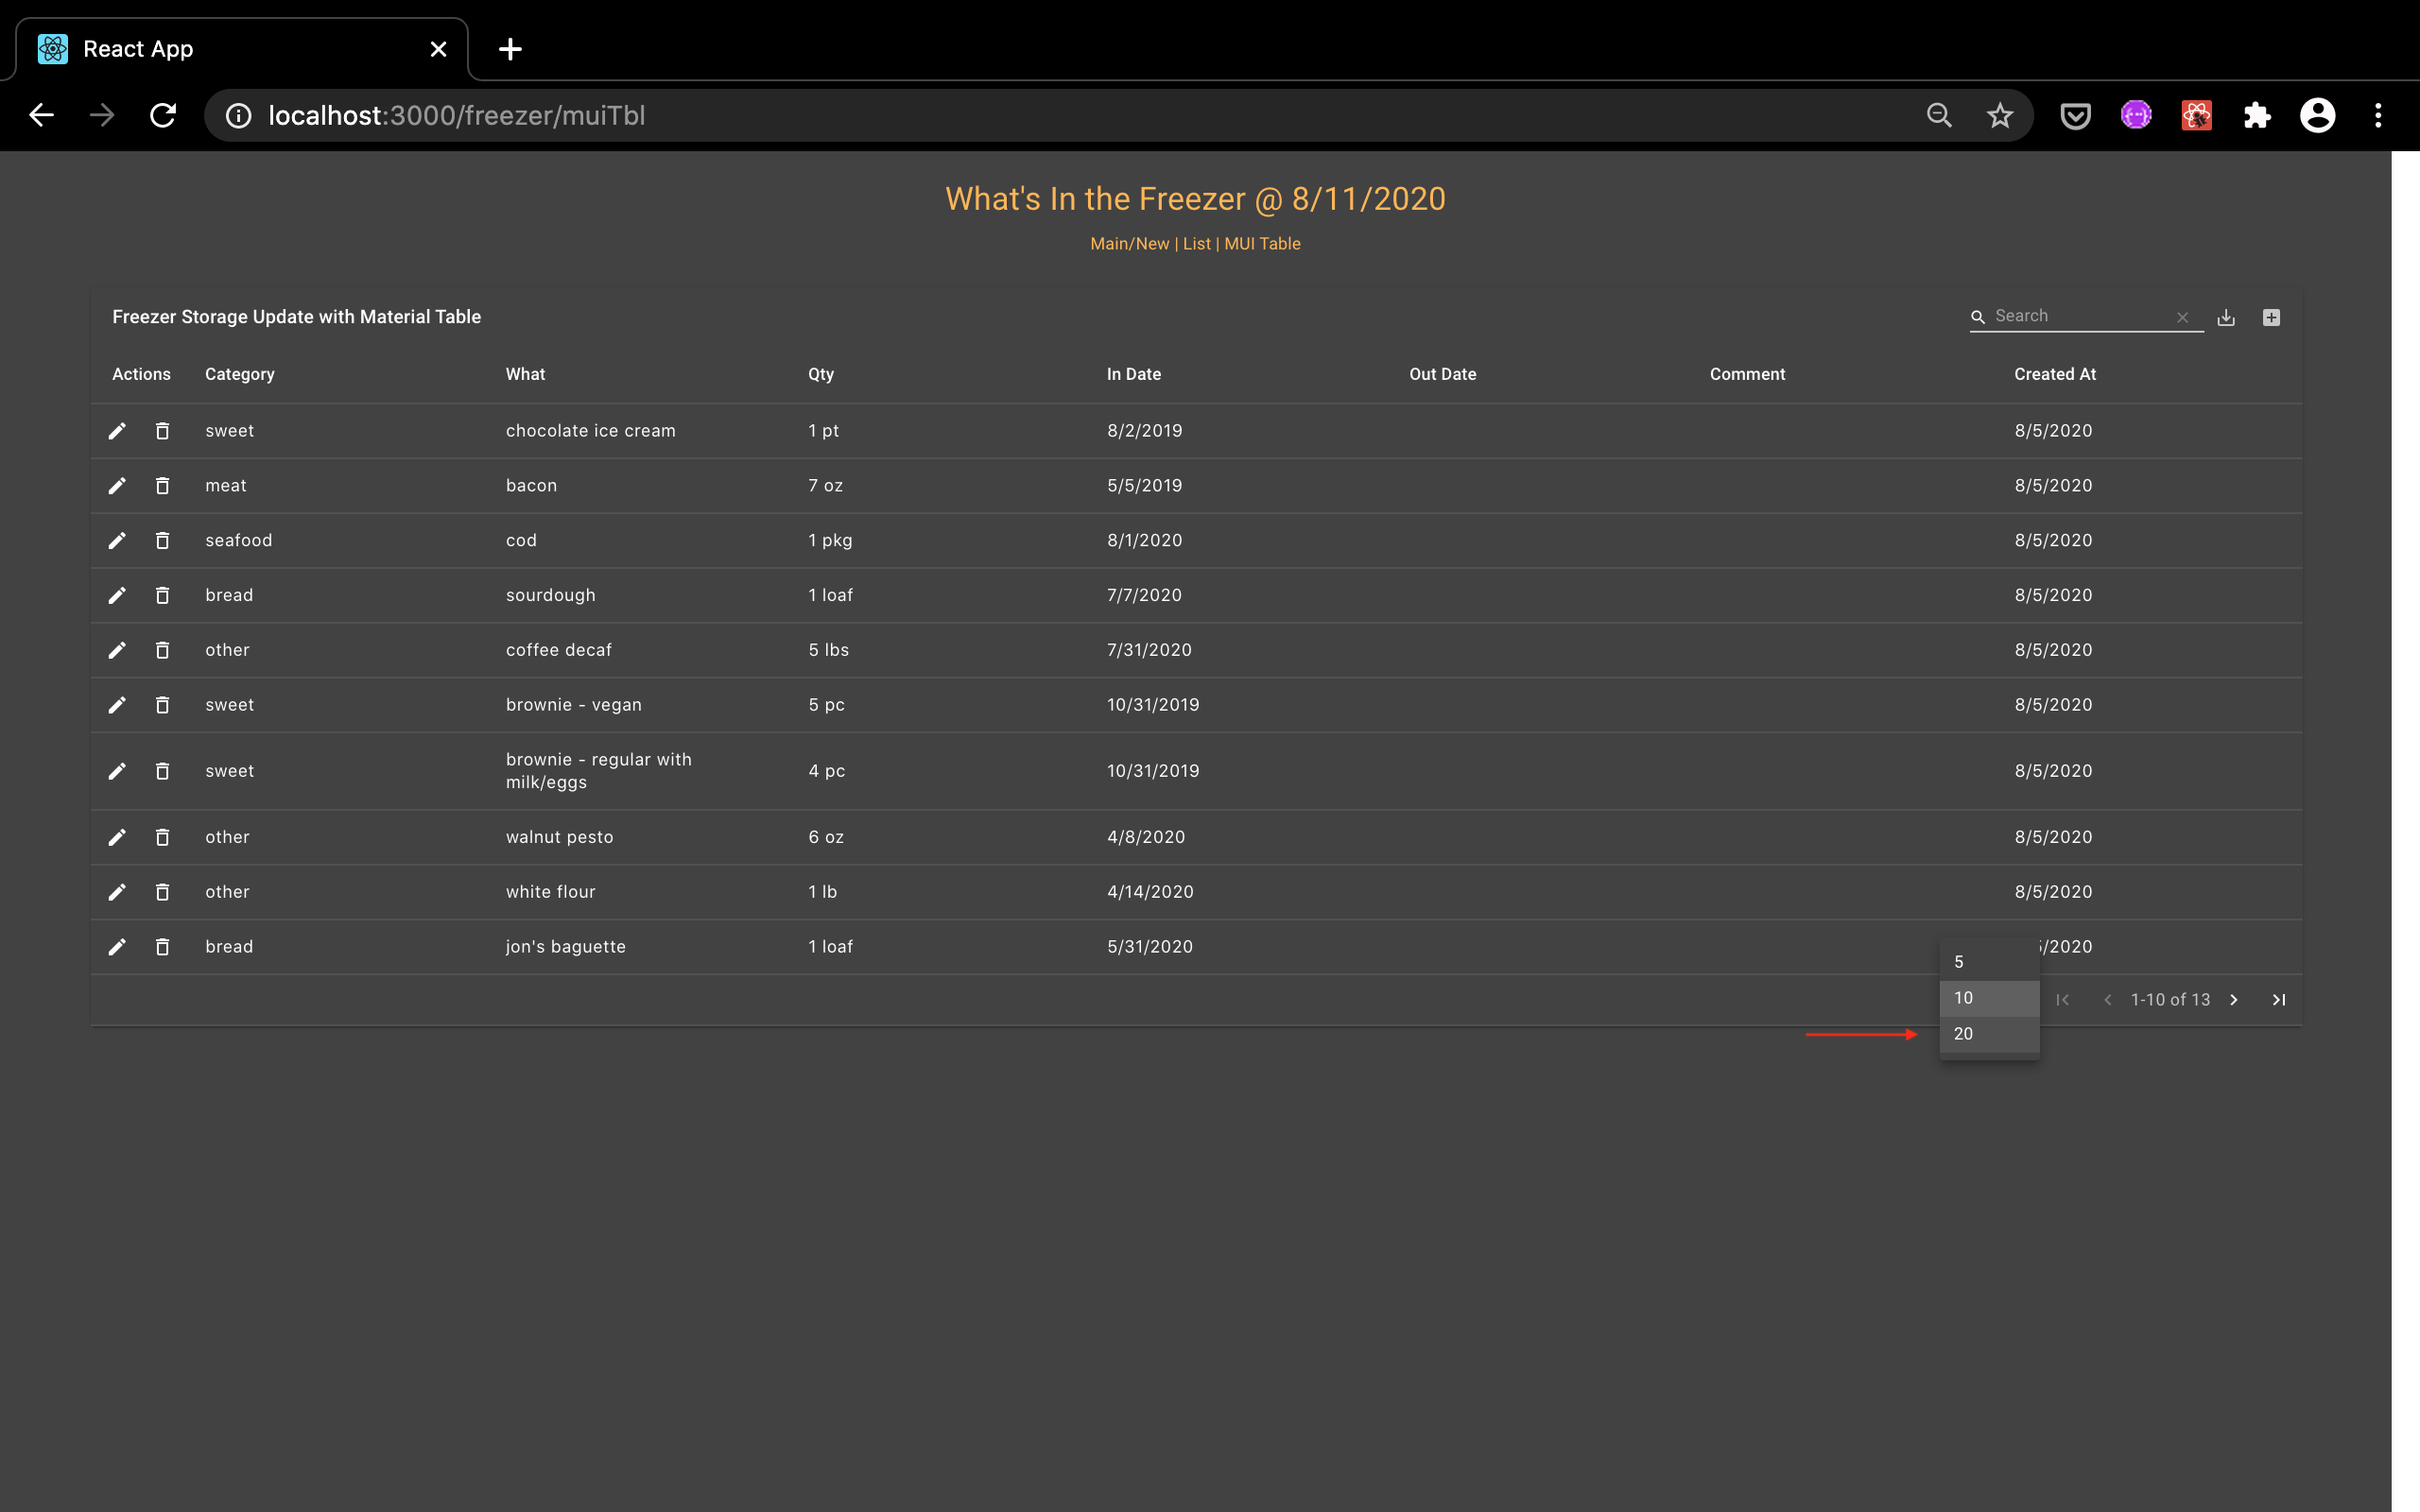 React App
localhost:3000/freezer/muiTbl
What's In the Freezer @ 8/11/2020
Main/New | List | MUI Table
Freezer Storage Update with Material Table
Search
Actions Category What Qty In Date Out Date Comment Created At
sweet chocolate ice cream 1 pt 8/2/2019 8/5/2020
meat bacon 7 oz 5/5/2019 8/5/2020
seafood cod 1 pkg 8/1/2020 8/5/2020
bread sourdough 1 loaf 7/7/2020 8/5/2020
other coffee decaf 5 lbs 7/31/2020 8/5/2020
sweet brownie - vegan 5 pc 10/31/2019 8/5/2020
sweet brownie - regular with milk/eggs 4 pc 10/31/2019 8/5/2020
other walnut pesto 6 oz 4/8/2020 8/5/2020
other white flour 1 lb 4/14/2020 8/5/2020
bread jon's baguette 1 loaf 5/31/2020 5/2020
5
10
20
1-10 of 13